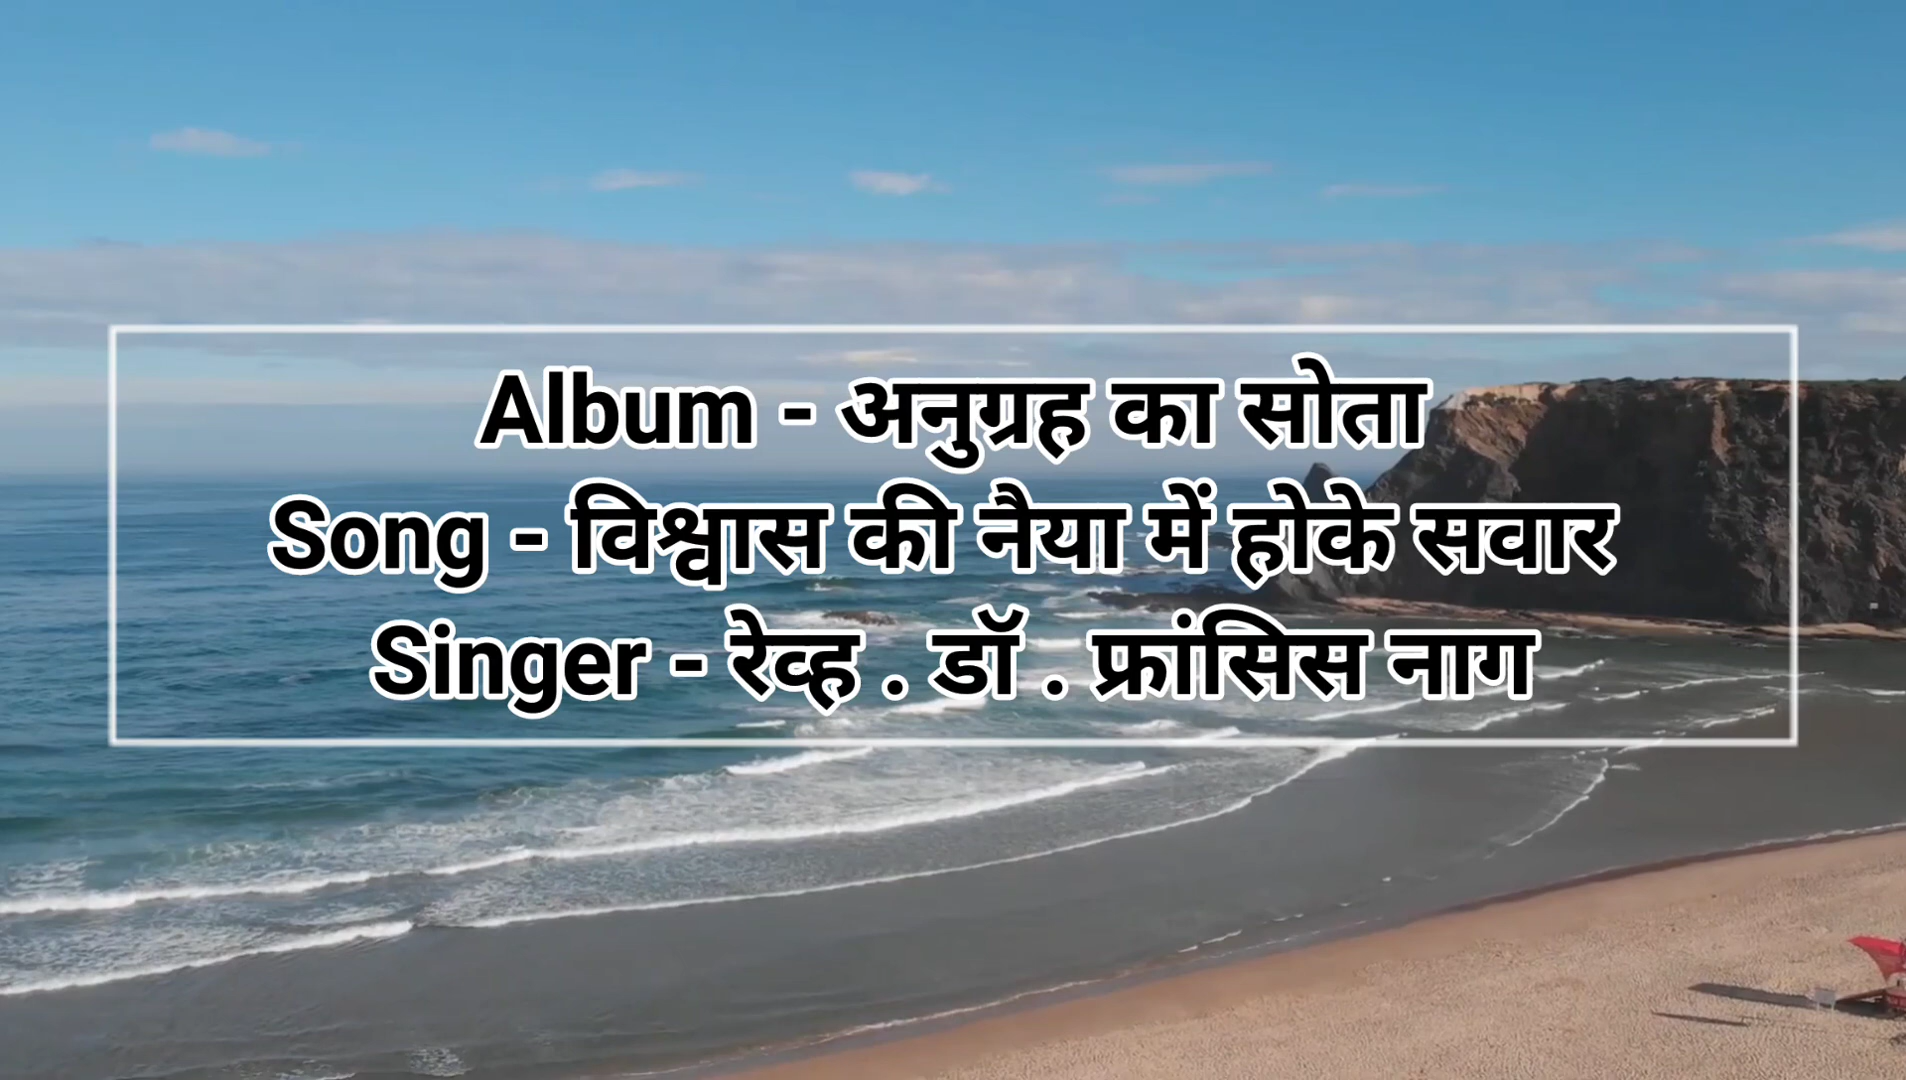 Album - अनुग्रह का सोता
Song - विश्वास की नैया में होके सवार
Singer - रेव्ह . डॉ . फ्रांसिस नाग